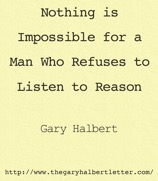 Nothing is
Impossible for a
Man Who Refuses to
Listen to Reason
Gary Halbert
http://www.thegaryhalbertletter.com/